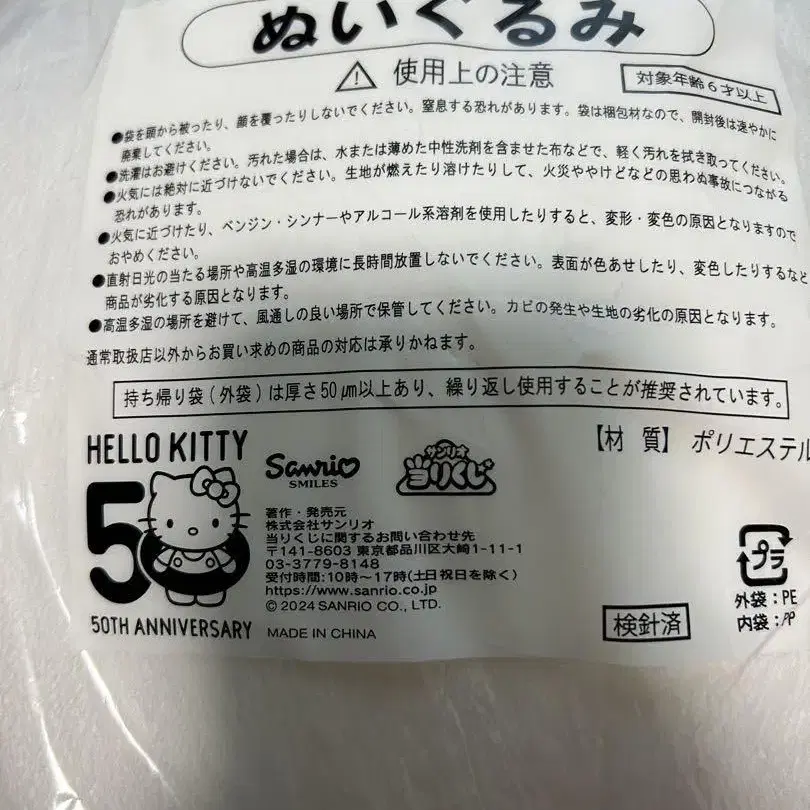 ぬいぐるみ
⚠ 使用上の注意
対象年齢6才以上
●袋を頭から被ったり、顔を覆ったりしないでください。窒息する恐れがあります。袋は梱包材なので、開封後は速やかに
廃棄してください。
●洗濯はお避けください。汚れた場合は、水または薄めた中性洗剤を含ませた布などで、軽く汚れを拭き取ってください。
●火気には絶対に近づけないでください。生地が燃えたり溶けたりして、火災ややけどなどの思わぬ事故につながる
恐れがあります。
●火気に近づけたり、ベンジン・シンナーやアルコール系溶剤を使用したりすると、変形・変色の原因となりますので
おやめください。
●直射日光の当たる場所や高温多湿の環境に長時間放置しないでください。表面が色あせしたり、変色したりするなど
商品が劣化する原因となります。
●高温多湿の場所を避けて、風通しの良い場所で保管してください。カビの発生や生地の劣化の原因となります。
通常取扱店以外からお買い求めの商品の対応は承りかねます。
持ち帰り袋(外袋)は厚さ50㎛以上あり、繰り返し使用することが推奨されています。
【材 質】 ポリエステル
HELLO KITTY
50
50TH ANNIVERSARY
Sanrio
SMILES
サンリオ
当りくじ
著作・発売元
株式会社サンリオ
当りくじに関するお問い合わせ先
〒141-8603 東京都品川区大崎1-11-1
03-3779-8148
受付時間:10時〜17時(土日祝日を除く)
https://www.sanrio.co.jp
© 2024 SANRIO CO., LTD.
MADE IN CHINA
検針済
プラ
外袋:PE
内袋:PP